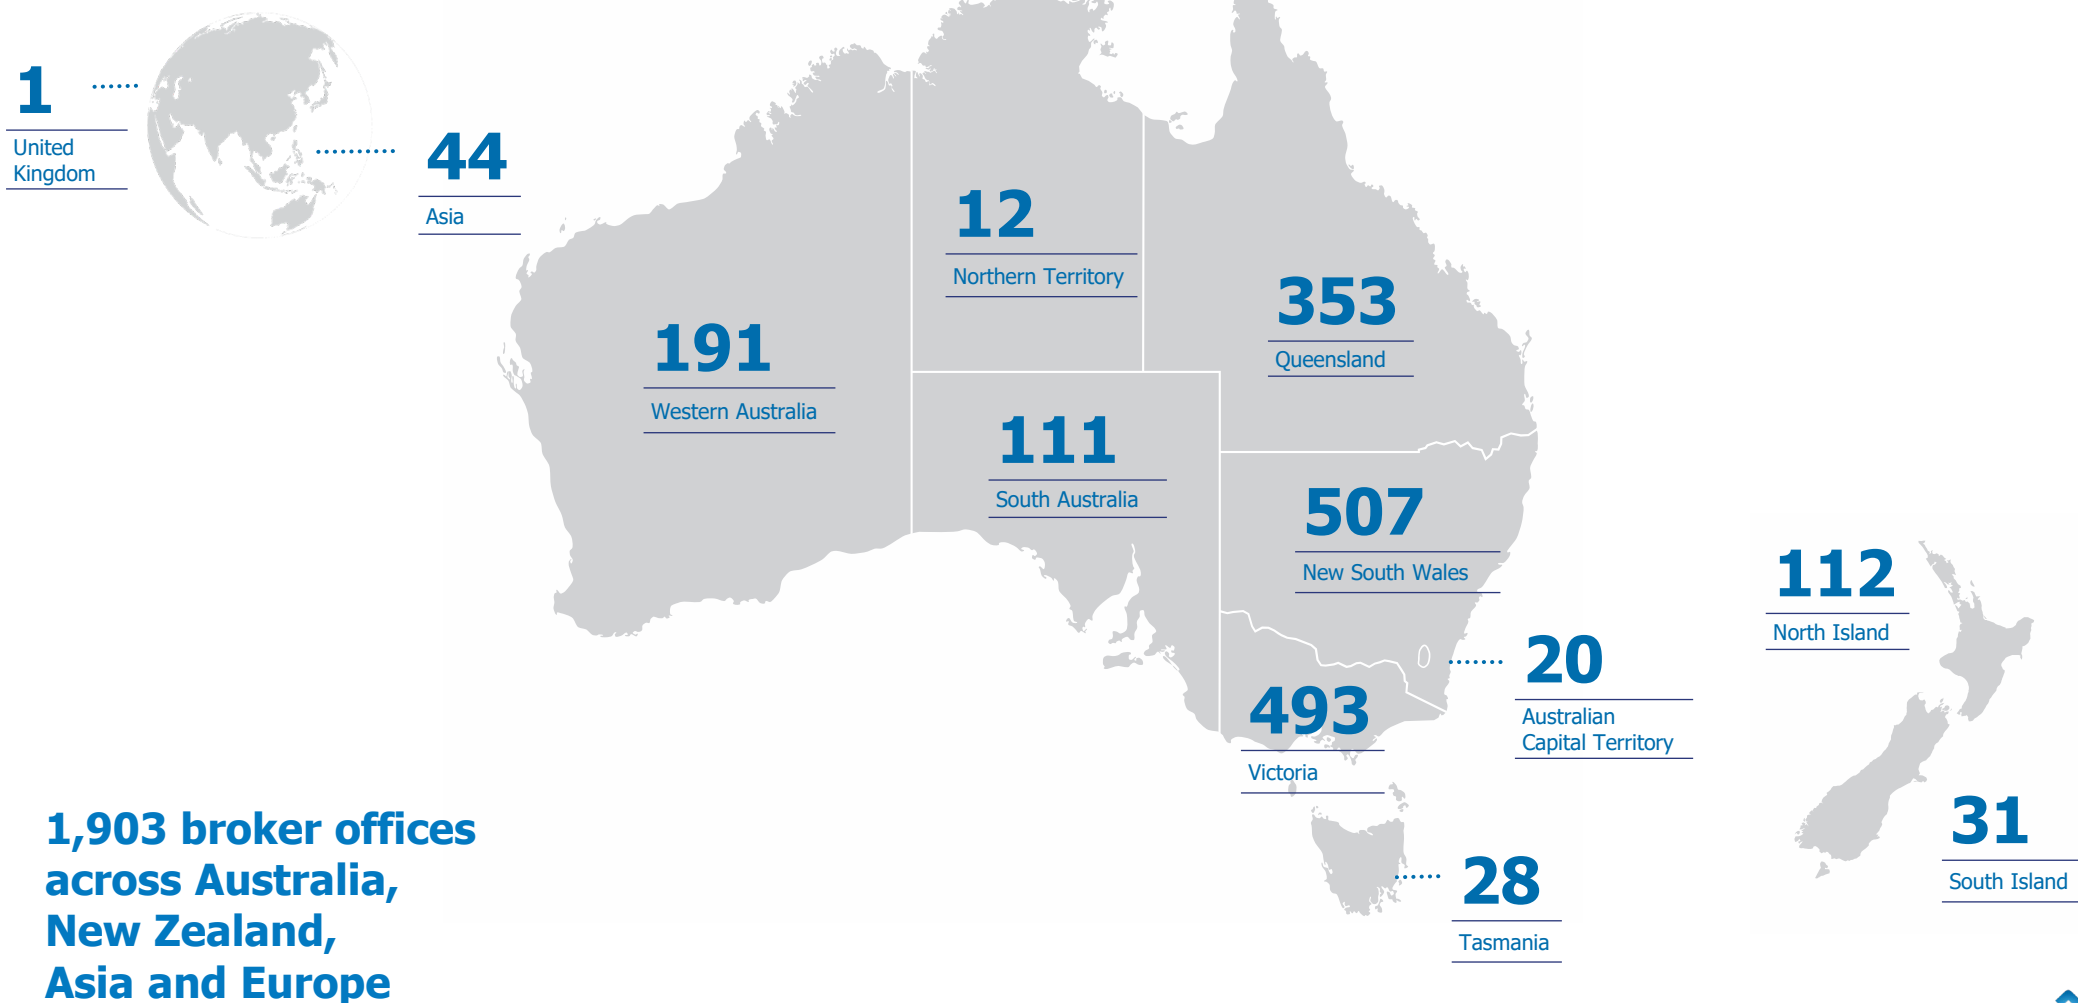 1
United
Kingdom
44
Asia
12
Northern Territory
353
Queensland
191
Western Australia
111
South Australia
507
New South Wales
112
North Island
20
Australian
Capital Territory
493
Victoria
31
South Island
28
Tasmania
1,903 broker offices
across Australia,
New Zealand,
Asia and Europe